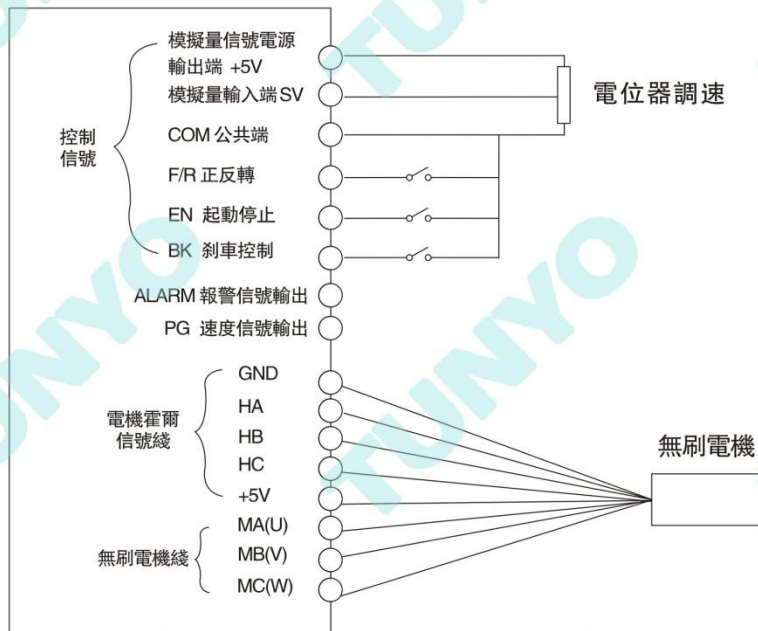 模擬量信號電源
輸出端 +5V
模擬量輸入端 SV
電位器調速
控制
信號
COM 公共端
F/R 正反轉
EN 起動停止
BK 刹車控制
ALARM 報警信號輸出
PG 速度信號輸出
GND
HA
電機霍爾
信號綫
HB
HC
+5V
無刷電機
MA(U)
無刷電機綫
MB(V)
MC(W)
TUNYO
TUNYO
TUNYO